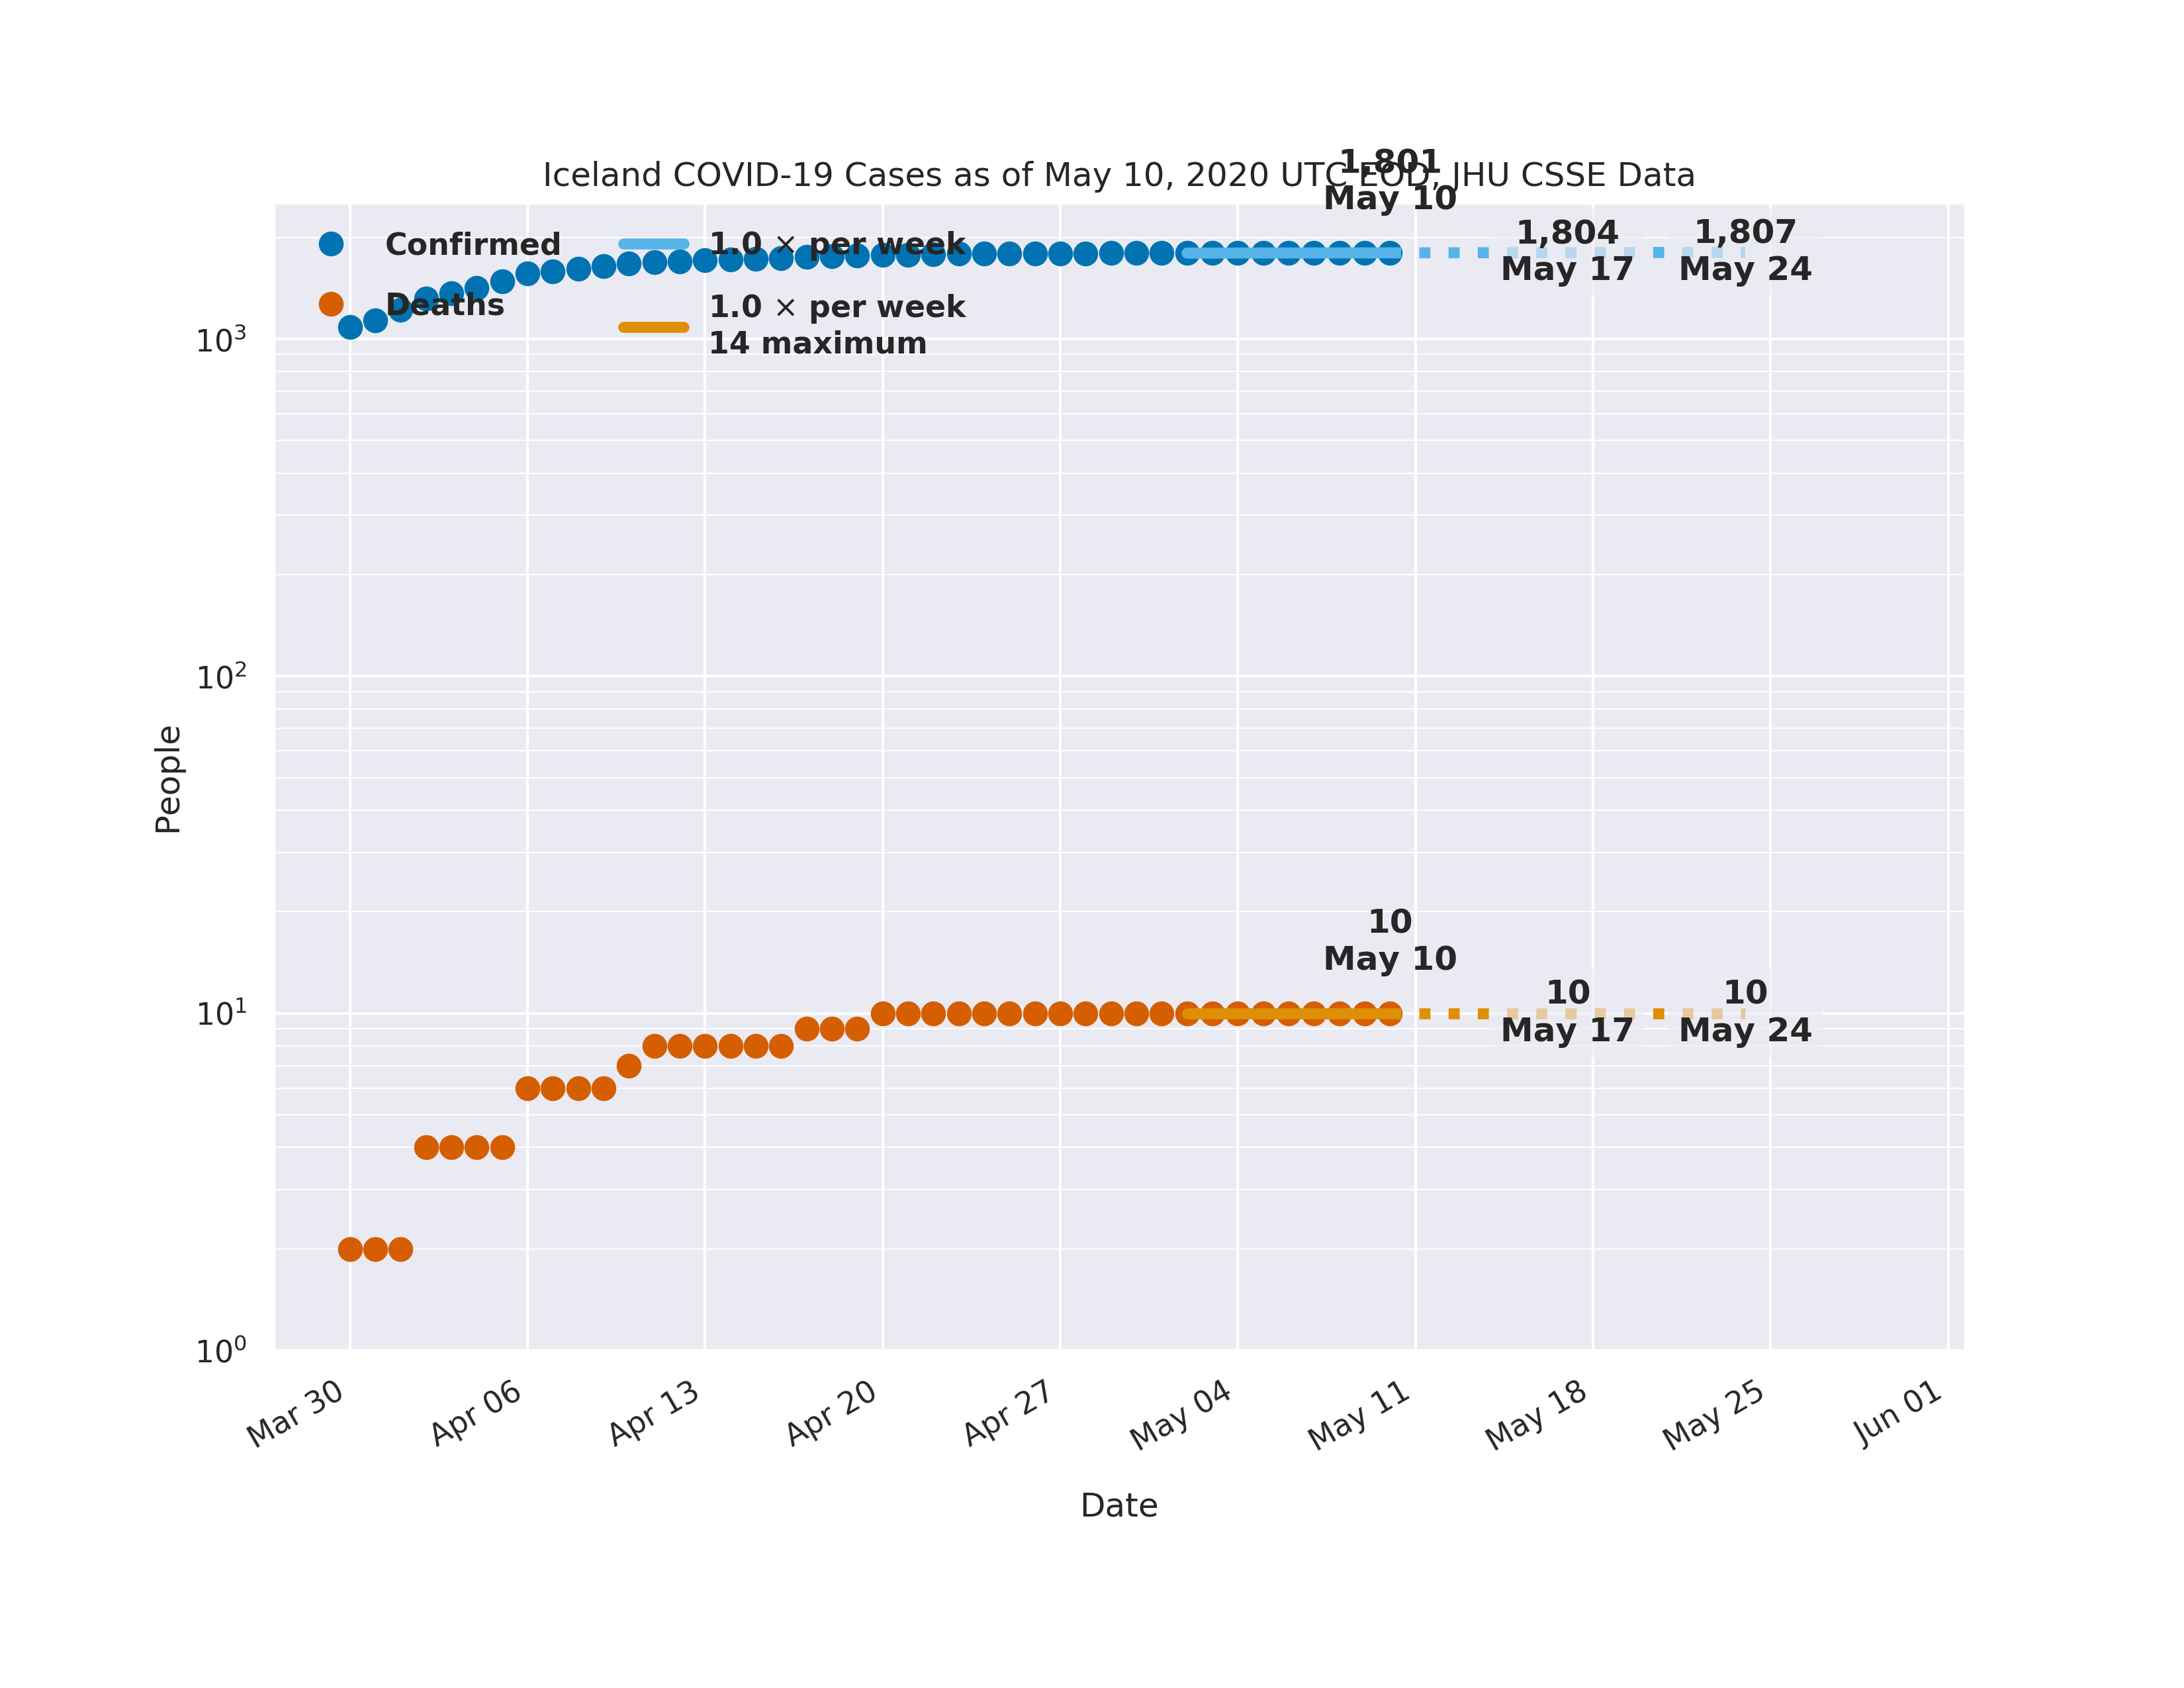 Iceland COVID-19 Cases as of May 10, 2020 UTC EOD, JHU CSSE Data
1,801
May 10
1,804
May 17
1,807
May 24
Confirmed
Deaths
1.0 × per week
1.0 × per week
14 maximum
10³
10²
10¹
10⁰
People
10
May 10
10
May 17
10
May 24
Mar 30
Apr 06
Apr 13
Apr 20
Apr 27
May 04
May 11
May 18
May 25
Jun 01
Date